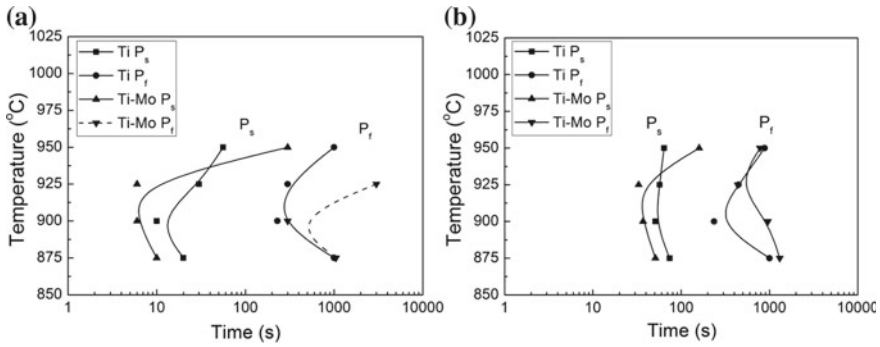 (a)
1025
1000
975
950
925
900
875
850
Temperature (°C)
Ti Ps
Ti Pf
Ti-Mo Ps
Ti-Mo Pf
Ps
Pf
1
10
100
1000
10000
Time (s)
(b)
1025
1000
975
950
925
900
875
850
Temperature (°C)
Ti Ps
Ti Pf
Ti-Mo Ps
Ti-Mo Pf
Ps
Pf
1
10
100
1000
10000
Time (s)